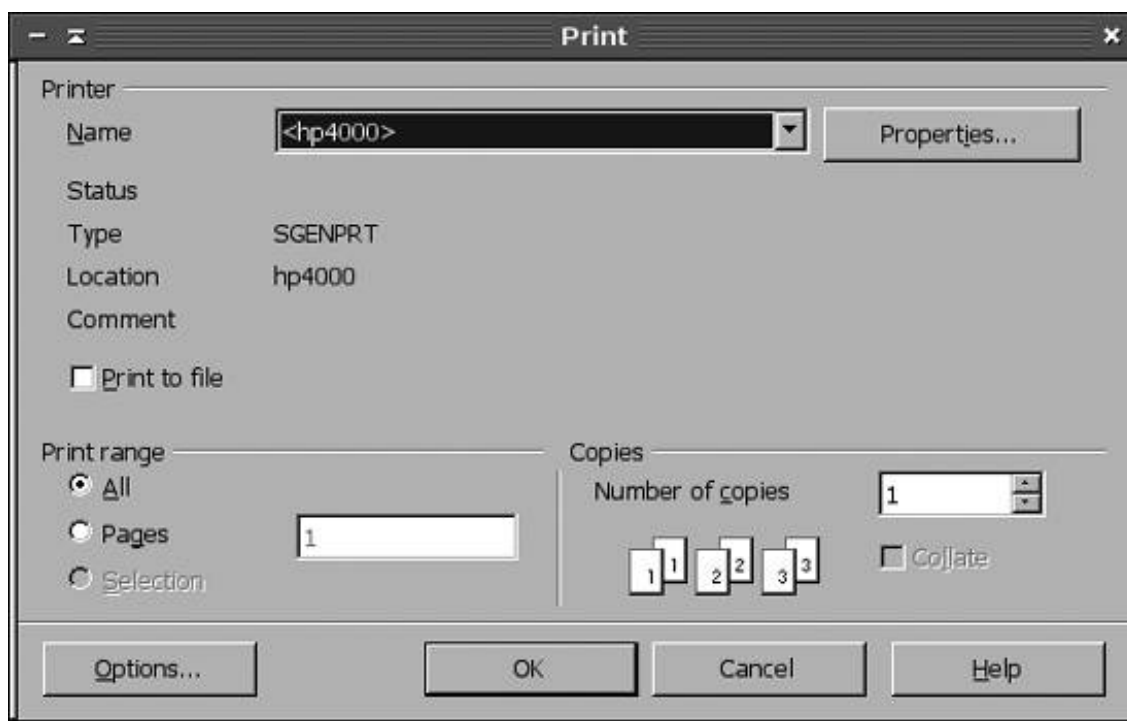 Print
Printer
Name <hp4000> Properties...
Status
Type SGENPRT
Location hp4000
Comment
Print to file
Print range
All
Pages 1
Selection
Copies
Number of copies 1
1 1 2 2 3 3 Collate
Options... OK Cancel Help